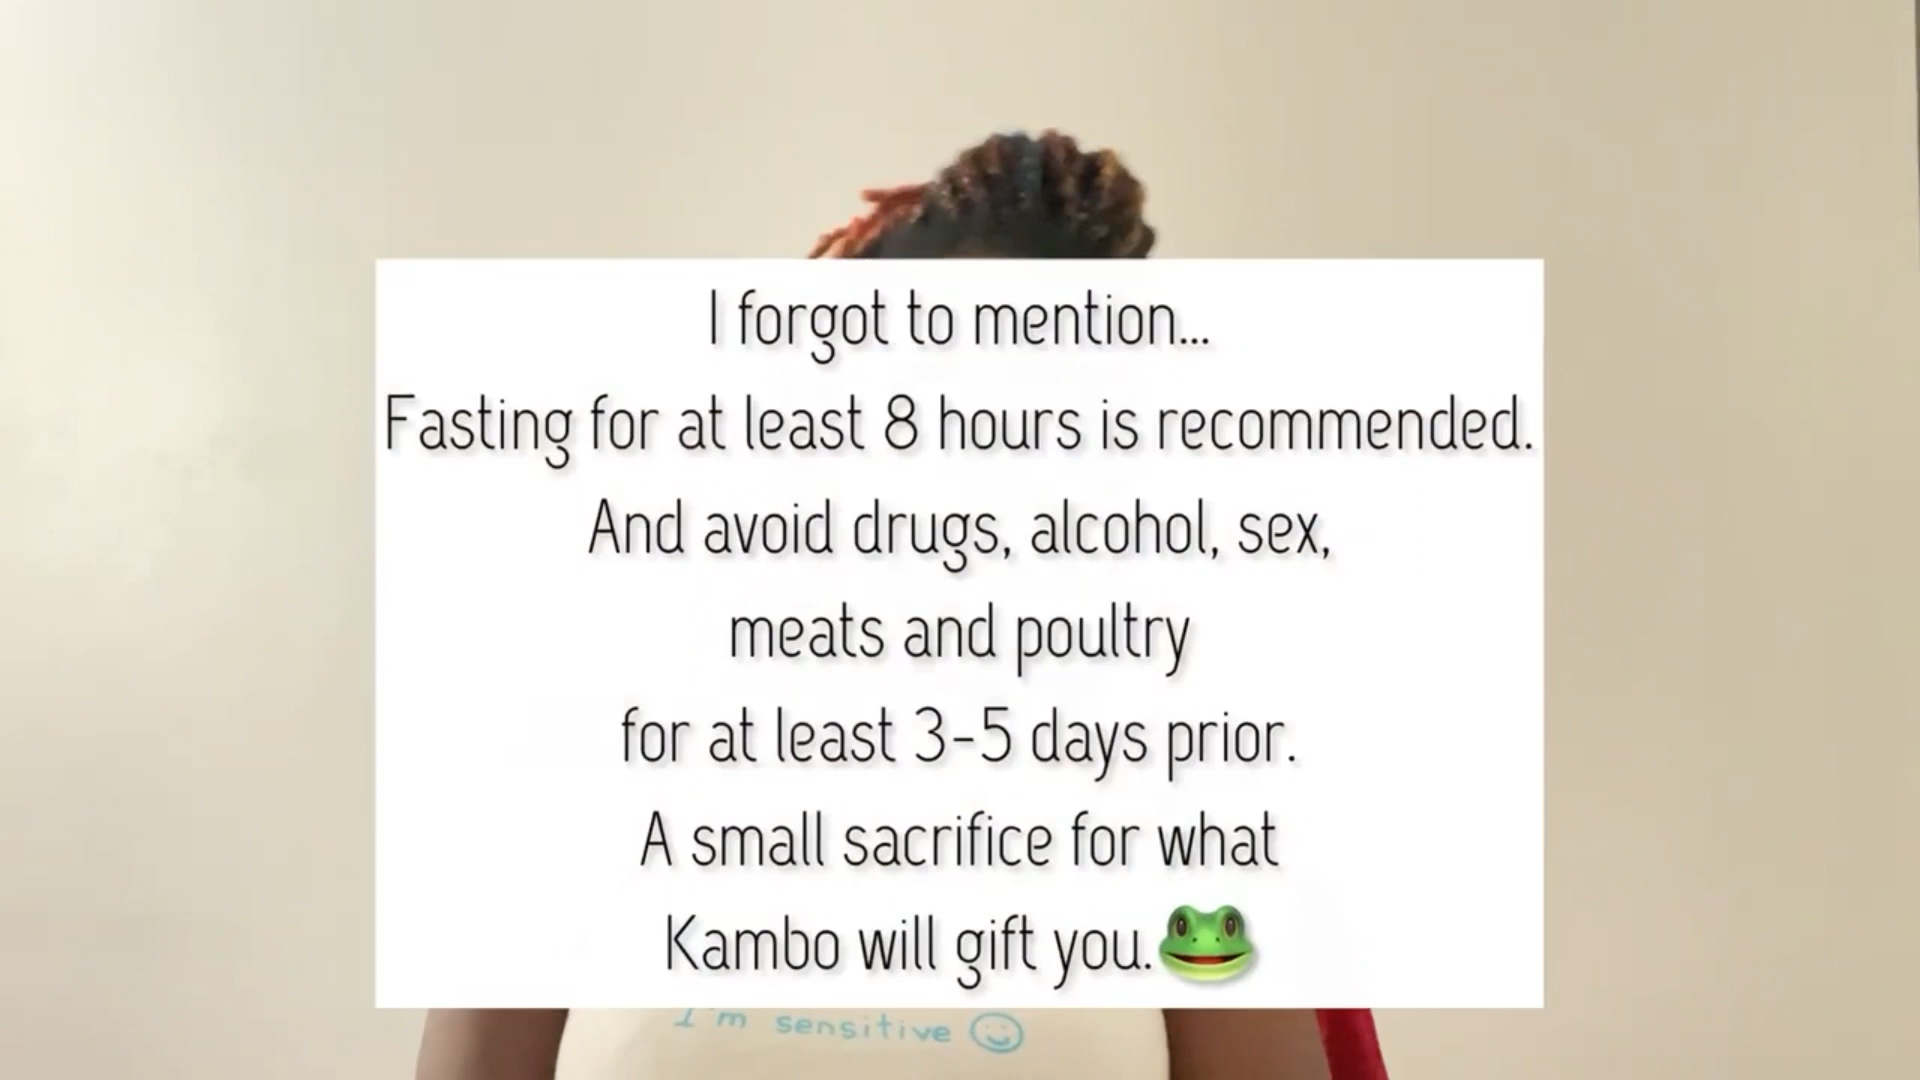 I forgot to mention...
Fasting for at least 8 hours is recommended.
And avoid drugs, alcohol, sex,
meats and poultry
for at least 3-5 days prior.
A small sacrifice for what
Kambo will gift you.🐸
I'm sensitive